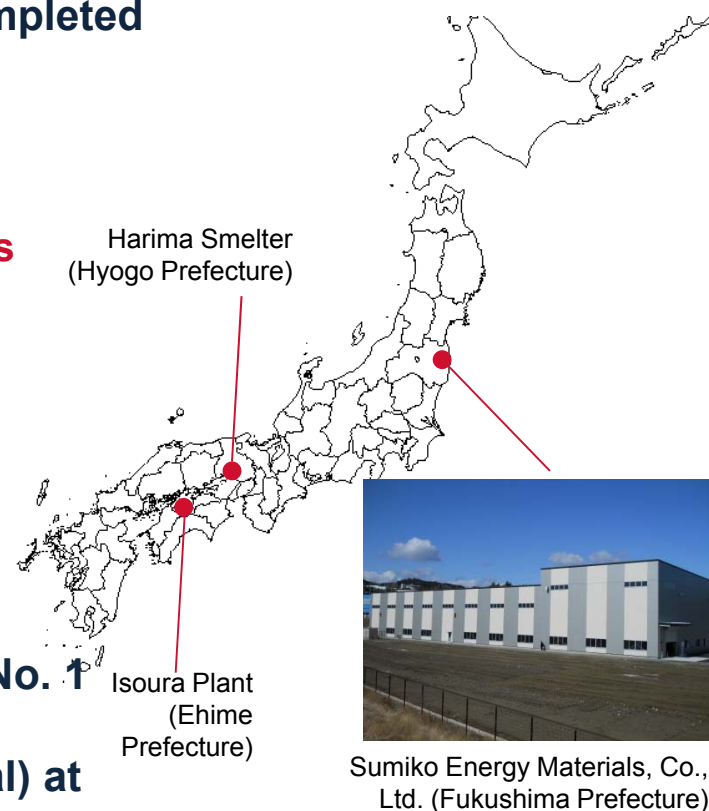 mpleted
s
Harima Smelter
(Hyogo Prefecture)
No. 1
Isoura Plant
(Ehime
Prefecture)
al) at
Sumiko Energy Materials, Co.,
Ltd. (Fukushima Prefecture)